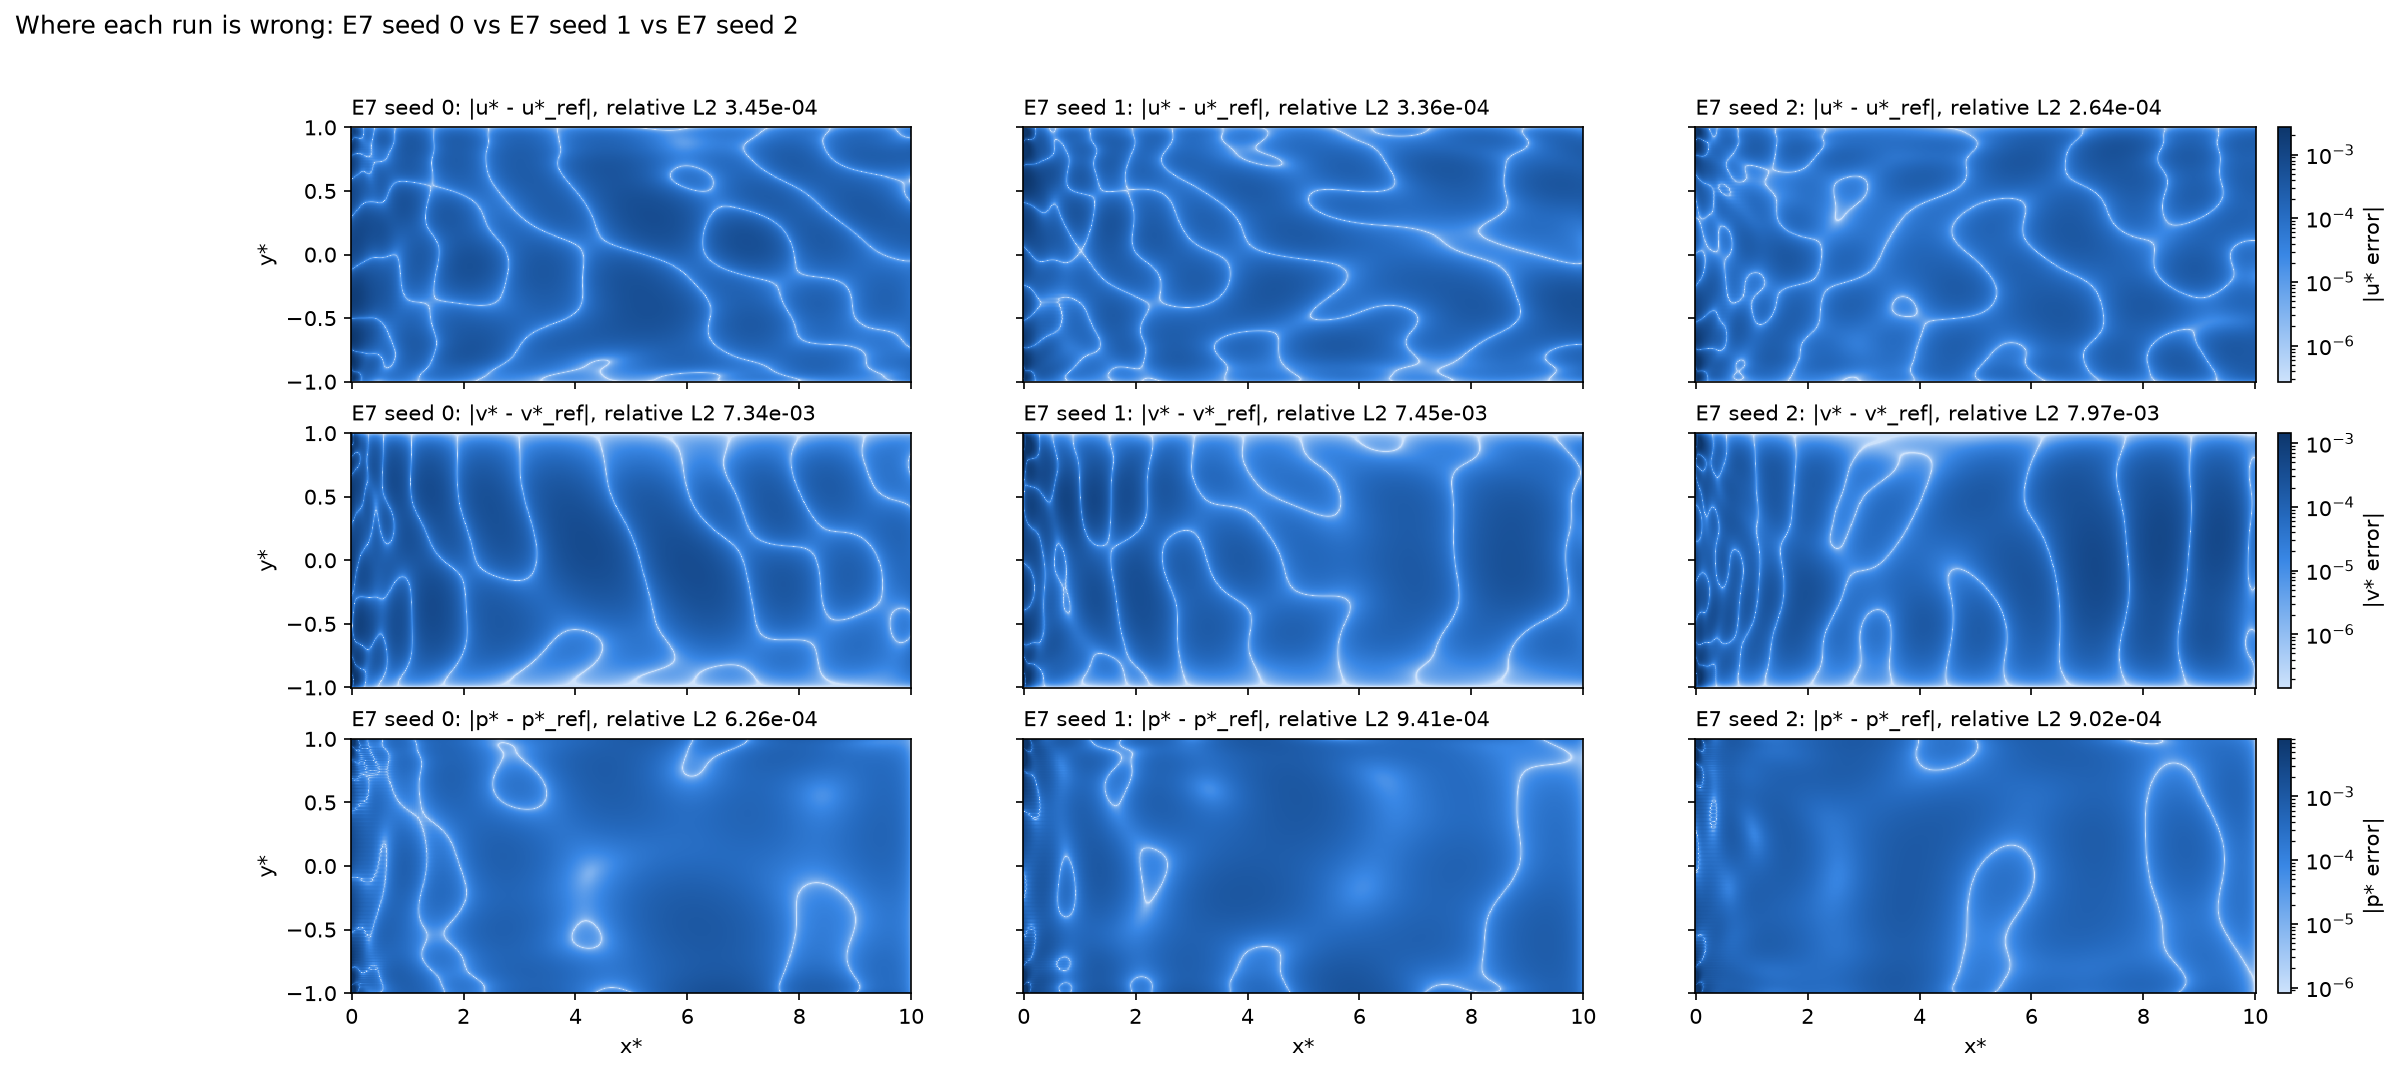 Where each run is wrong: E7 seed 0 vs E7 seed 1 vs E7 seed 2
E7 seed 0: |u* - u*_ref|, relative L2 3.45e-04
E7 seed 1: |u* - u*_ref|, relative L2 3.36e-04
E7 seed 2: |u* - u*_ref|, relative L2 2.64e-04
1.0
0.5
0.0
−0.5
−1.0
y*
10⁻³
10⁻⁴
10⁻⁵
10⁻⁶
|u* error|
E7 seed 0: |v* - v*_ref|, relative L2 7.34e-03
E7 seed 1: |v* - v*_ref|, relative L2 7.45e-03
E7 seed 2: |v* - v*_ref|, relative L2 7.97e-03
1.0
0.5
0.0
−0.5
−1.0
y*
10⁻³
10⁻⁴
10⁻⁵
10⁻⁶
|v* error|
E7 seed 0: |p* - p*_ref|, relative L2 6.26e-04
E7 seed 1: |p* - p*_ref|, relative L2 9.41e-04
E7 seed 2: |p* - p*_ref|, relative L2 9.02e-04
1.0
0.5
0.0
−0.5
−1.0
y*
10⁻³
10⁻⁴
10⁻⁵
10⁻⁶
|p* error|
0 2 4 6 8 10
0 2 4 6 8 10
0 2 4 6 8 10
x*
x*
x*